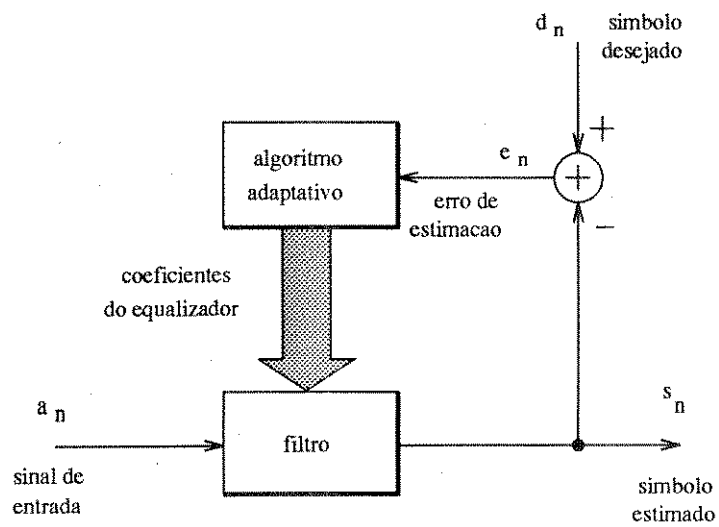 d n
simbolo
desejado
+
algoritmo
adaptativo
e n
+
erro de
estimacao
−
coeficientes
do equalizador
a n
s n
filtro
sinal de
entrada
simbolo
estimado